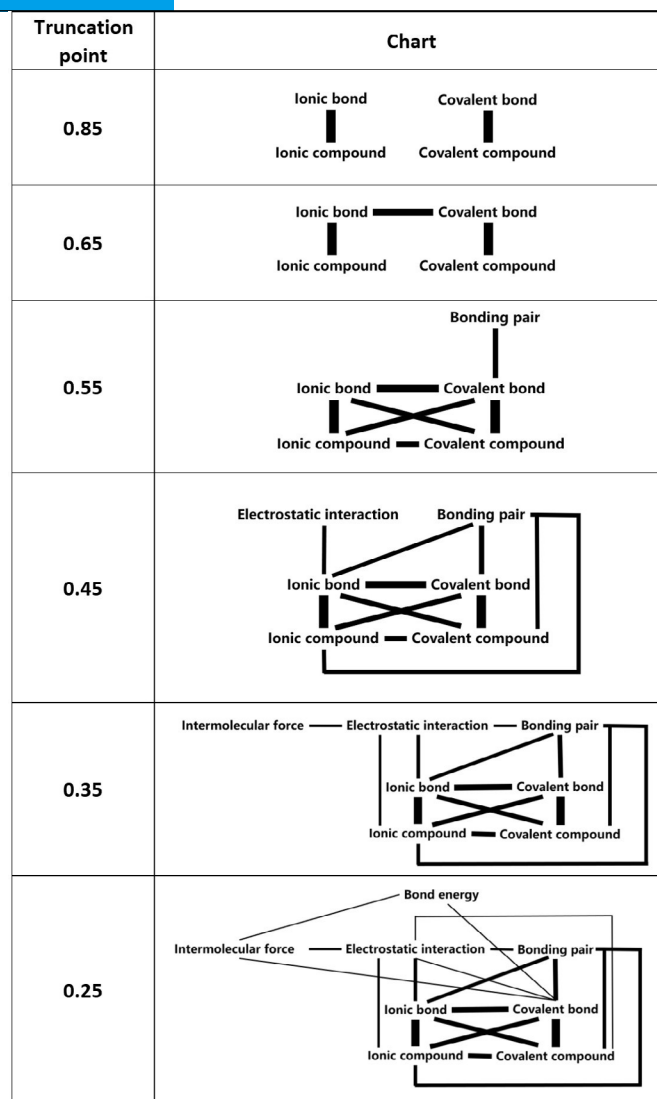 Truncation
point
Chart
0.85
Ionic bond Covalent bond
Ionic compound Covalent compound
0.65
Ionic bond Covalent bond
Ionic compound Covalent compound
0.55
Bonding pair
Ionic bond Covalent bond
Ionic compound Covalent compound
0.45
Electrostatic interaction Bonding pair
Ionic bond Covalent bond
Ionic compound Covalent compound
0.35
Intermolecular force Electrostatic interaction Bonding pair
Ionic bond Covalent bond
Ionic compound Covalent compound
0.25
Bond energy
Intermolecular force Electrostatic interaction Bonding pair
Ionic bond Covalent bond
Ionic compound Covalent compound